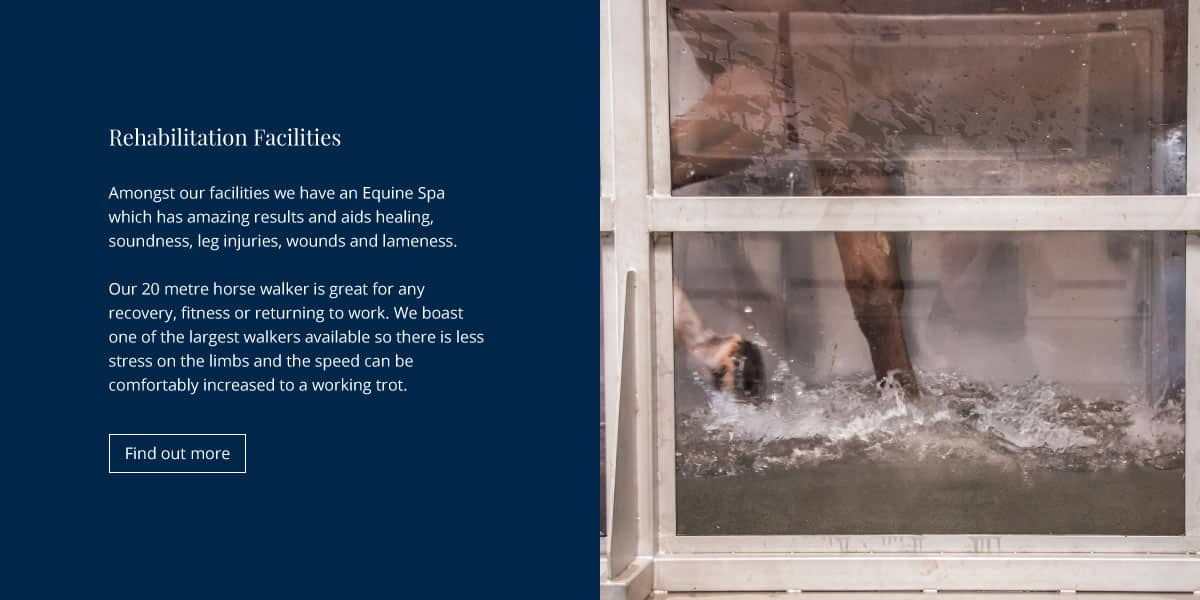 Rehabilitation Facilities
Amongst our facilities we have an Equine Spa
which has amazing results and aids healing,
soundness, leg injuries, wounds and lameness.
Our 20 metre horse walker is great for any
recovery, fitness or returning to work. We boast
one of the largest walkers available so there is less
stress on the limbs and the speed can be
comfortably increased to a working trot.
Find out more